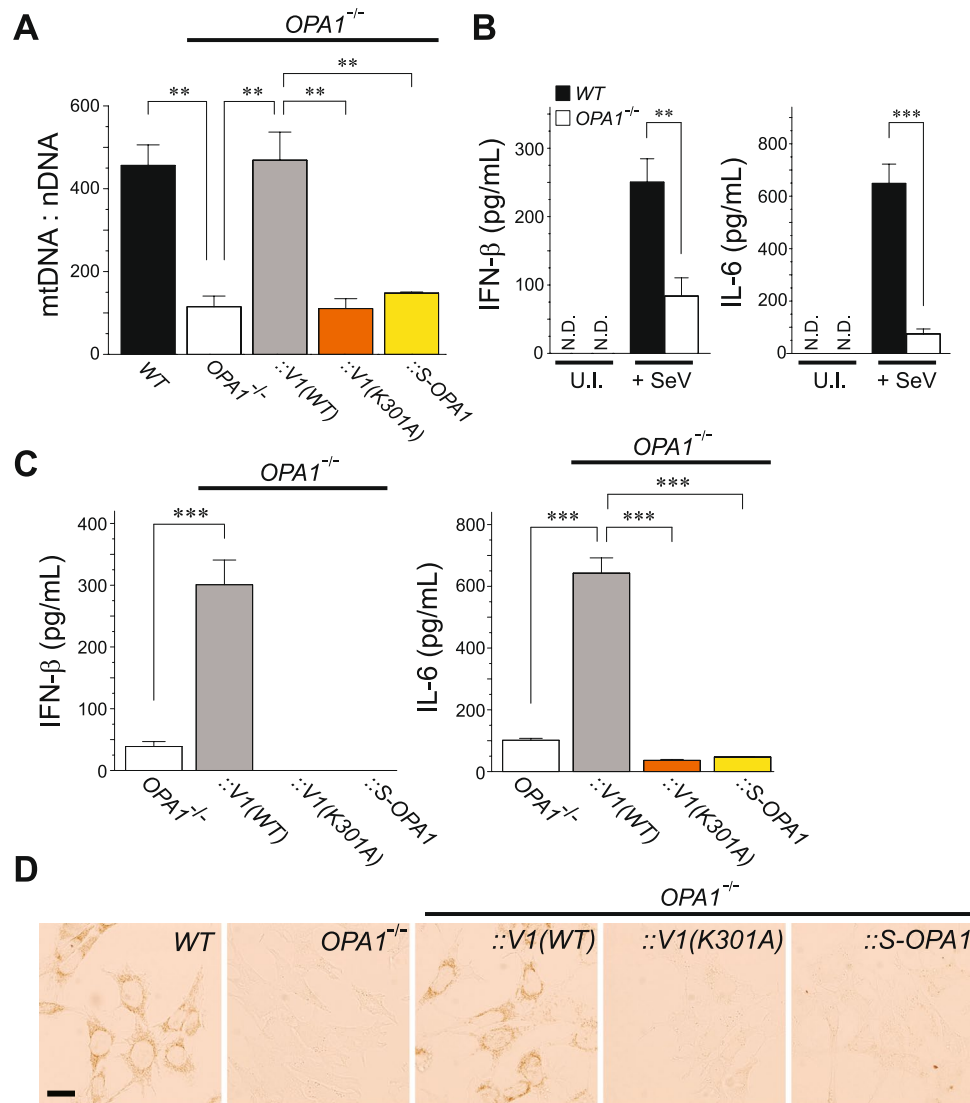 A
OPA1⁻/⁻
** ** ** **
mtDNA : nDNA
600
400
200
0
WT OPA1⁻/⁻ ::V1(WT) ::V1(K301A) ::S-OPA1
B
WT
OPA1⁻/⁻
**
IFN-β (pg/mL)
300
200
100
0
N.D. N.D.
U.I. + SeV
***
IL-6 (pg/mL)
800
600
400
200
0
N.D. N.D.
U.I. + SeV
C
OPA1⁻/⁻
***
IFN-β (pg/mL)
400
300
200
100
0
OPA1⁻/⁻ ::V1(WT) ::V1(K301A) ::S-OPA1
OPA1⁻/⁻
*** *** ***
IL-6 (pg/mL)
800
600
400
200
0
OPA1⁻/⁻ ::V1(WT) ::V1(K301A) ::S-OPA1
D
OPA1⁻/⁻
WT OPA1⁻/⁻ ::V1(WT) ::V1(K301A) ::S-OPA1